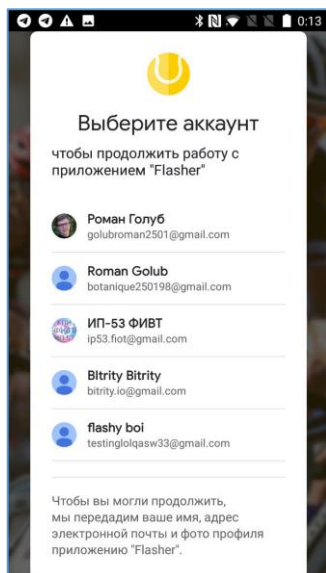 0:13
Выберите аккаунт
чтобы продолжить работу с
приложением "Flasher"
Роман Голуб
golubroman2501@gmail.com
Roman Golub
botanique250198@gmail.com
ИП-53 ФИВТ
ip53.fiot@gmail.com
BItrity Bitrity
bitrity.io@gmail.com
flashy boi
testinglolqasw33@gmail.com
Чтобы вы могли продолжить,
мы передадим ваше имя, адрес
электронной почты и фото профиля
приложению "Flasher".